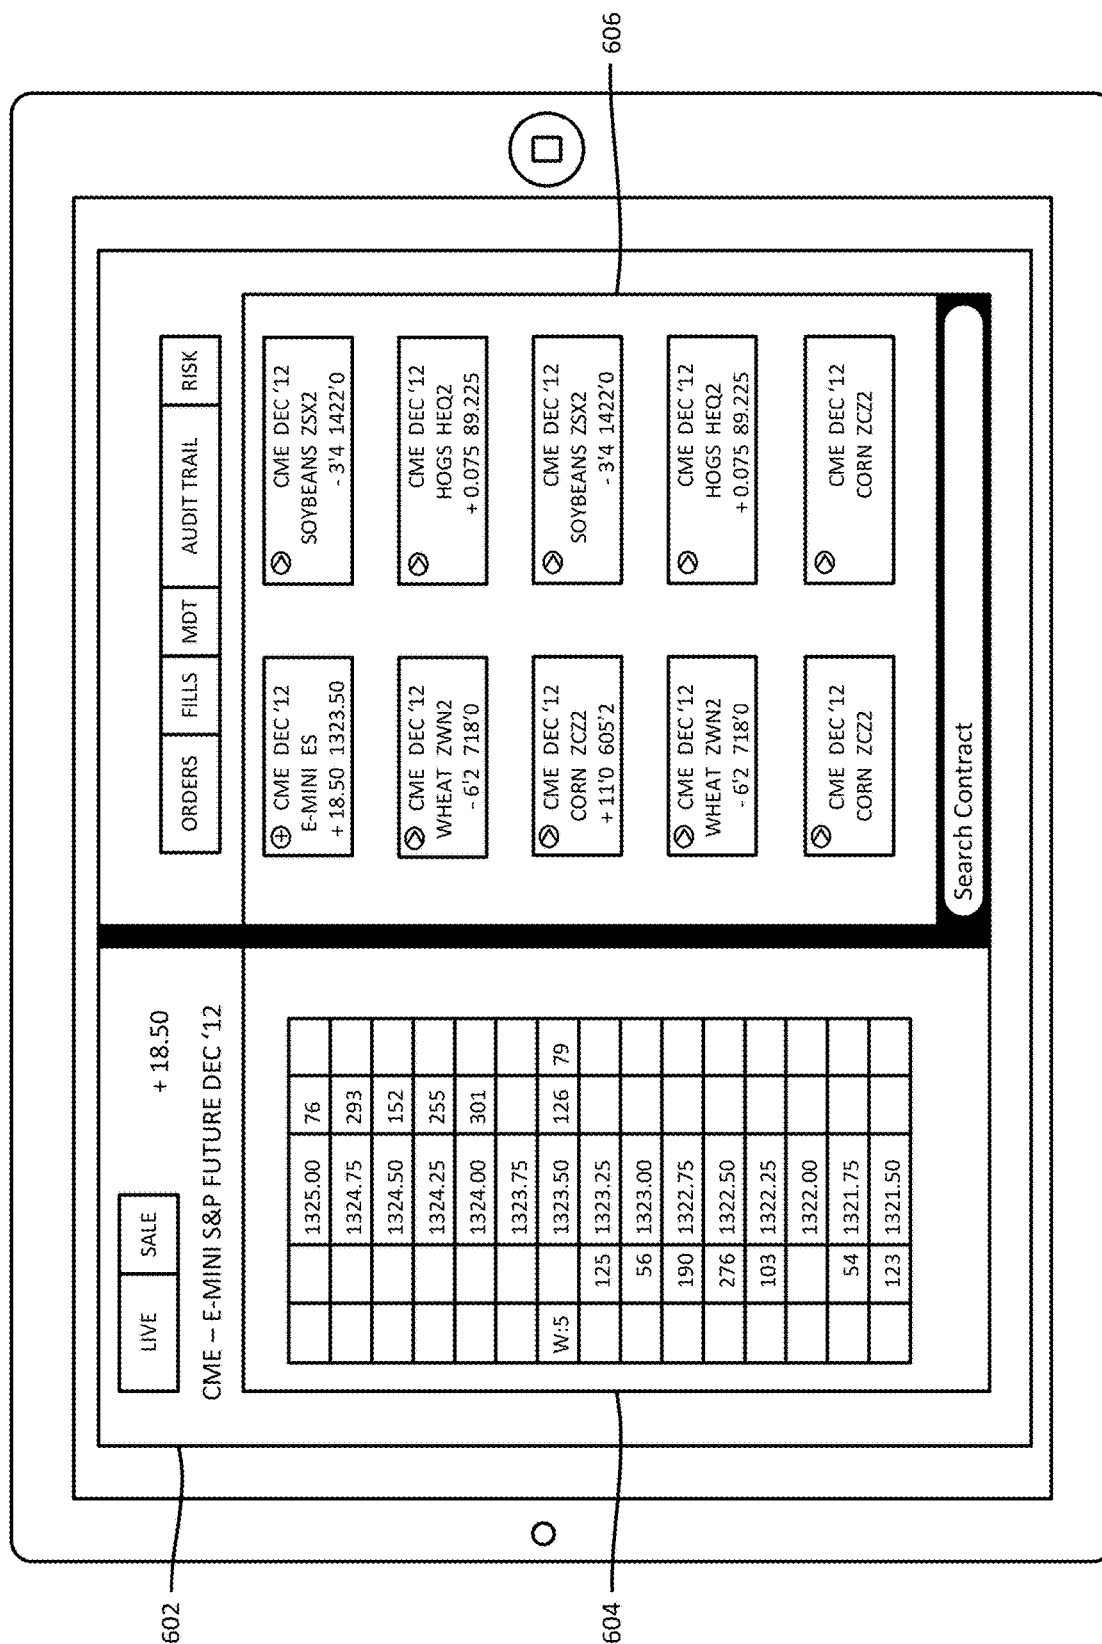 602
LIVE SALE
+ 18.50
CME – E-MINI S&P FUTURE DEC '12
604
1325.00 76
1324.75 293
1324.50 152
1324.25 255
1324.00 301
1323.75
W:5 1323.50 126 79
125 1323.25
56 1323.00
190 1322.75
276 1322.50
103 1322.25
1322.00
54 1321.75
123 1321.50
ORDERS FILLS MDT AUDIT TRAIL RISK
CME DEC '12
E-MINI ES
+ 18.50 1323.50
CME DEC '12
SOYBEANS ZSX2
- 3'4 1422'0
CME DEC '12
WHEAT ZWN2
- 6'2 718'0
CME DEC '12
HOGS HEQ2
+ 0.075 89.225
CME DEC '12
CORN ZCZ2
+ 11'0 605'2
CME DEC '12
SOYBEANS ZSX2
- 3'4 1422'0
CME DEC '12
WHEAT ZWN2
- 6'2 718'0
CME DEC '12
HOGS HEQ2
+ 0.075 89.225
CME DEC '12
CORN ZCZ2
CME DEC '12
CORN ZCZ2
Search Contract
606